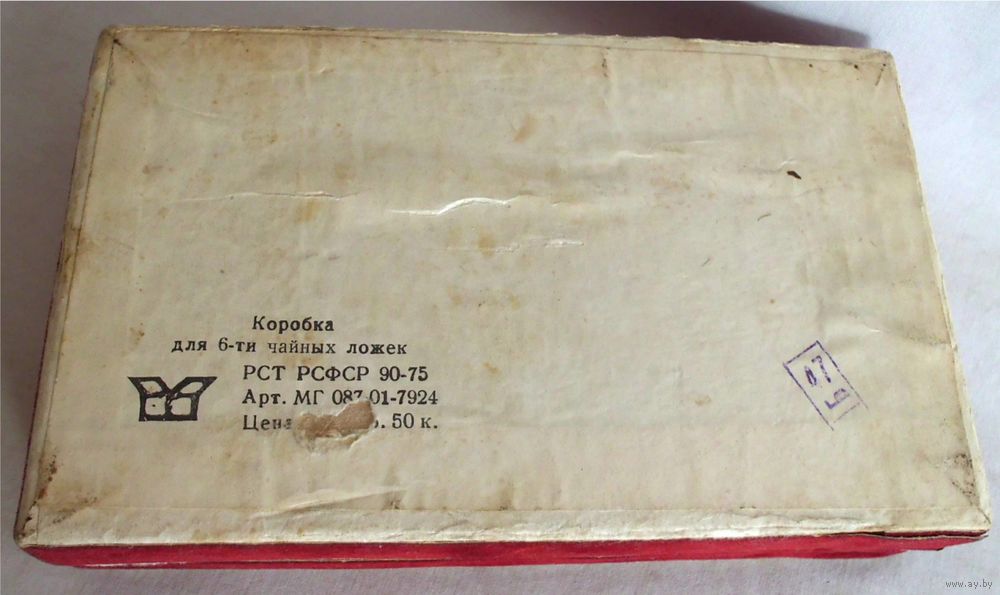 Коробка
для 6-ти чайных ложек
РСТ РСФСР 90-75
Арт. МГ 087-01-7924
Цена р. 50 к.
www.ay.by